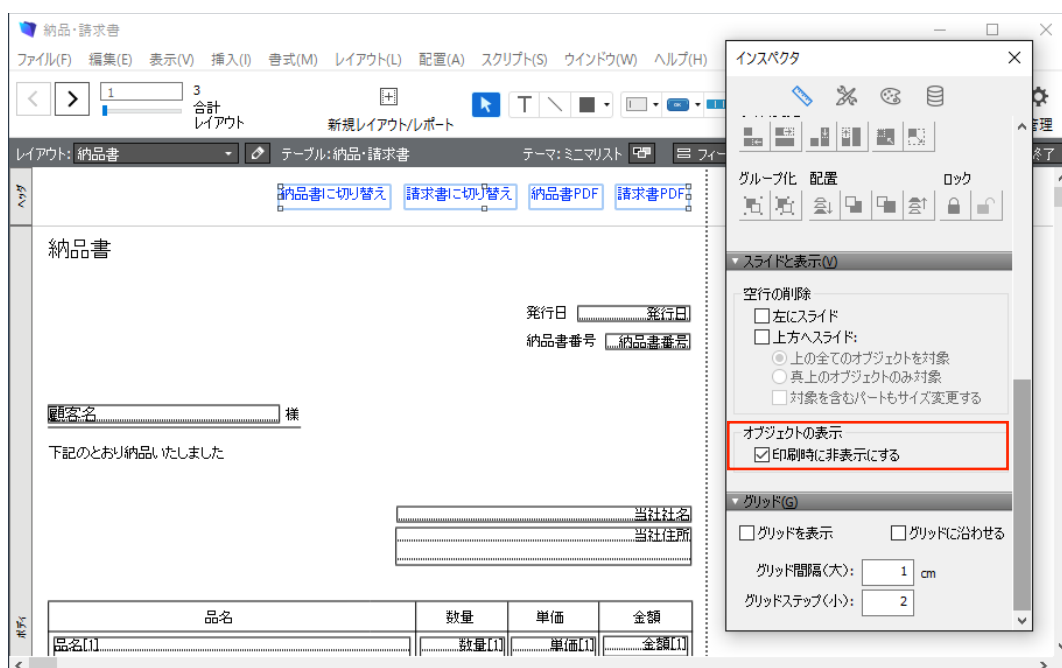 納品・請求書
ファイル(F) 編集(E) 表示(V) 挿入(I) 書式(M) レイアウト(L) 配置(A) スクリプト(S) ウインドウ(W) ヘルプ(H)
1
3
合計
レイアウト
新規レイアウト/レポート
管理
レイアウト: 納品書 テーブル: 納品・請求書 テーマ: ミニマリスト フィー
終了
ヘッダ
納品書に切り替え 請求書に切り替え 納品書PDF 請求書PDF
納品書
発行日 発行日
納品書番号 納品書番号
顧客名 様
下記のとおり納品いたしました
当社社名
当社住所
ボディ
品名 数量 単価 金額
品名[1] 数量[1] 単価[1] 金額[1]
インスペクタ
グループ化 配置 ロック
スライドと表示(V)
空行の削除
左にスライド
上方へスライド:
上の全てのオブジェクトを対象
真上のオブジェクトのみ対象
対象を含むパートもサイズ変更する
オブジェクトの表示
印刷時に非表示にする
グリッド(G)
グリッドを表示 グリッドに沿わせる
グリッド間隔(大): 1 cm
グリッドステップ(小): 2